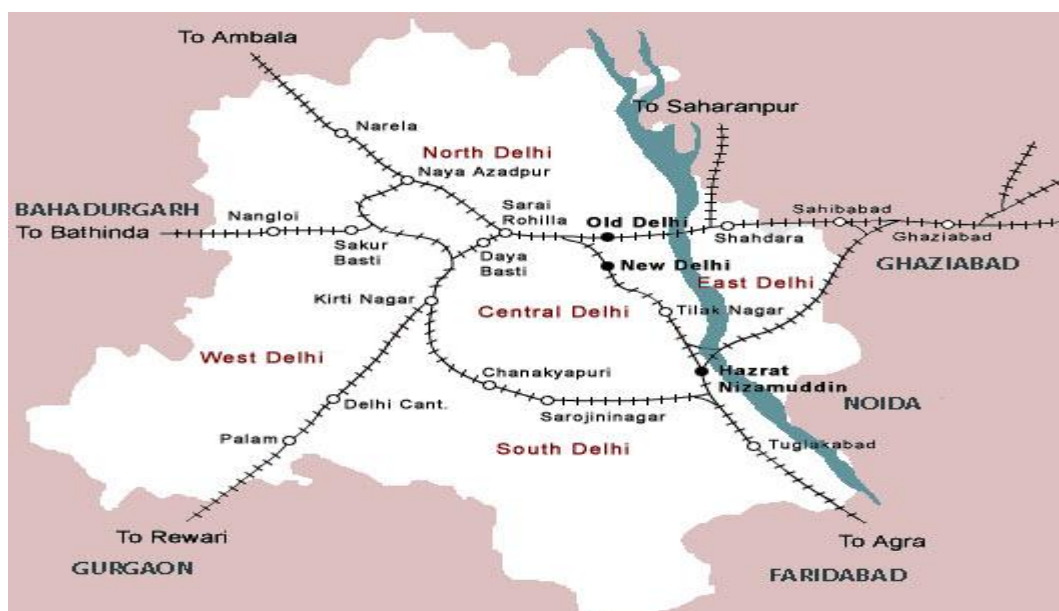 To Ambala
To Saharanpur
Narela
North Delhi
Naya Azadpur
BAHADURGARH
To Bathinda
Nangloi
Sakur
Basti
Sarai
Rohilla
Old Delhi
Sahibabad
Shahdara
Ghaziabad
GHAZIABAD
Daya
Basti
New Delhi
East Delhi
Kirti Nagar
Central Delhi
Tilak Nagar
West Delhi
Chanakyapuri
Hazrat
Nizamuddin
NOIDA
Delhi Cant.
Sarojininagar
Palam
South Delhi
Tuglakabad
To Rewari
To Agra
GURGAON
FARIDABAD